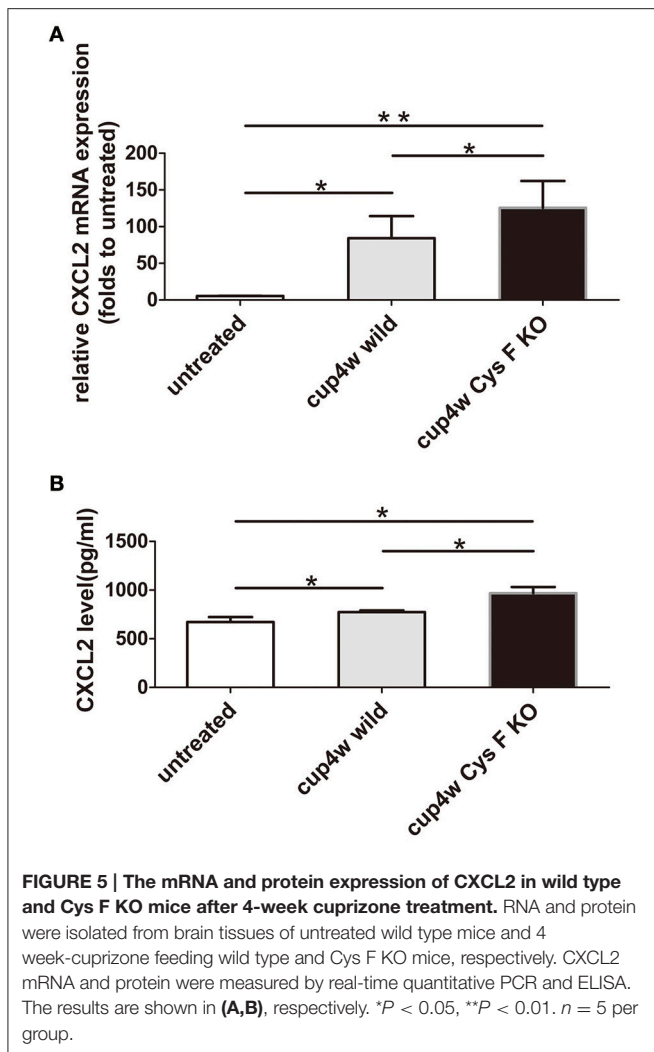 A
**
*
*
relative CXCL2 mRNA expression
(folds to untreated)
200
150
100
50
0
untreated
cup4w wild
cup4w Cys F KO
B
*
*
*
CXCL2 level(pg/ml)
1500
1000
500
0
untreated
cup4w wild
cup4w Cys F KO
FIGURE 5 | The mRNA and protein expression of CXCL2 in wild type
and Cys F KO mice after 4-week cuprizone treatment. RNA and protein
were isolated from brain tissues of untreated wild type mice and 4
week-cuprizone feeding wild type and Cys F KO mice, respectively. CXCL2
mRNA and protein were measured by real-time quantitative PCR and ELISA.
The results are shown in (A,B), respectively. *P < 0.05, **P < 0.01. n = 5 per
group.